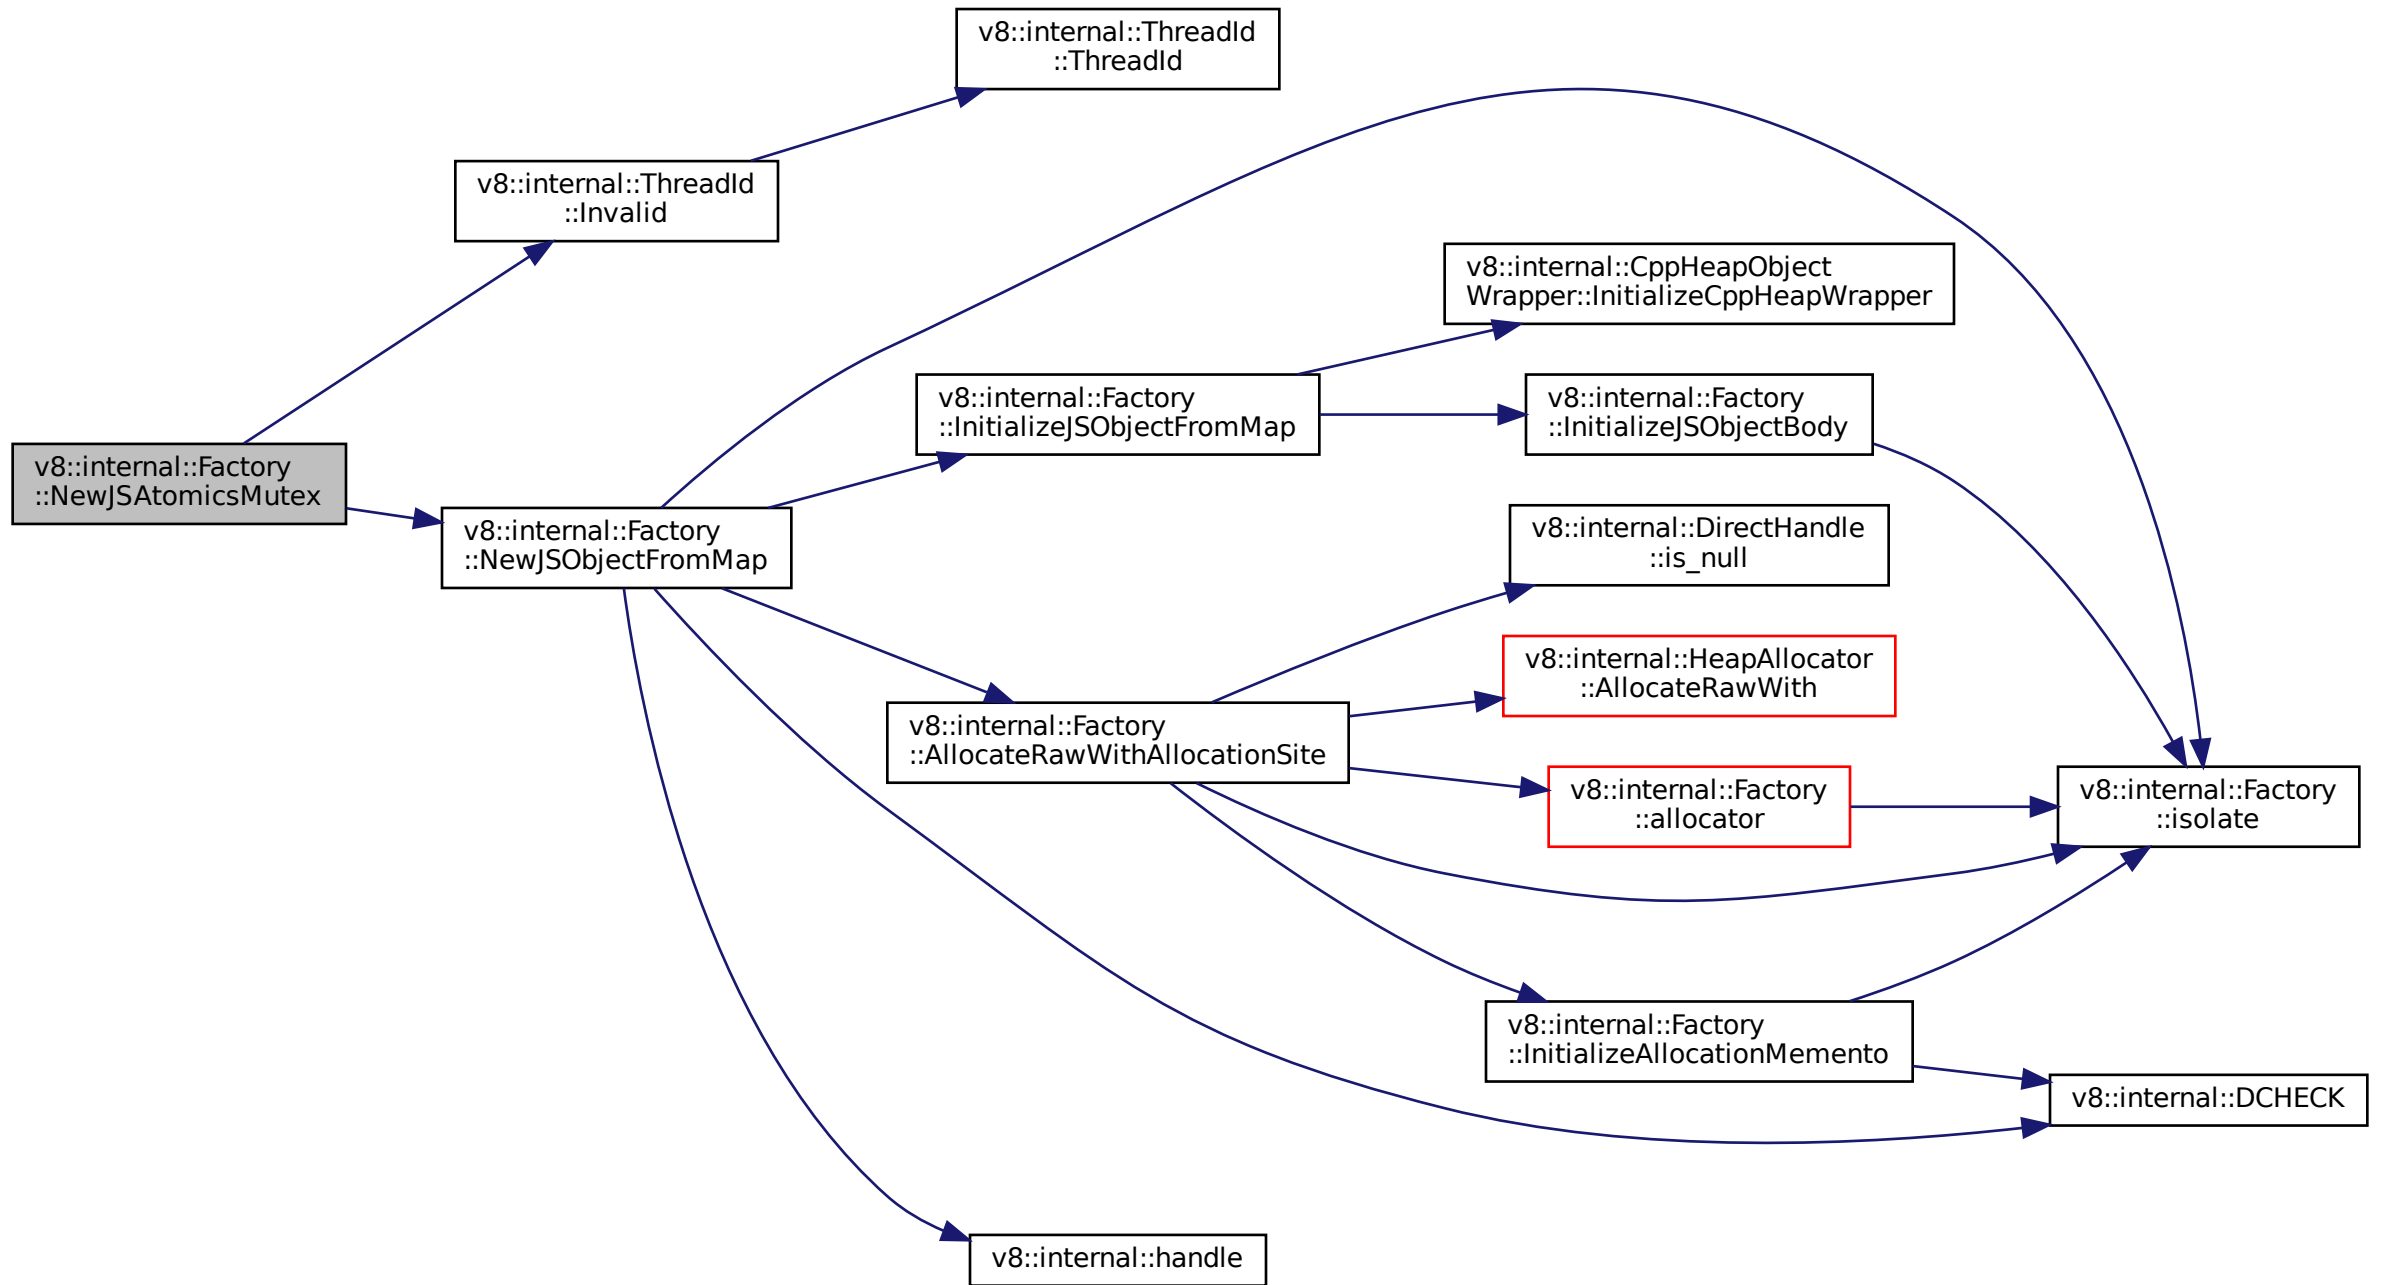 v8::internal::ThreadId
::ThreadId
v8::internal::ThreadId
::Invalid
v8::internal::CppHeapObject
Wrapper::InitializeCppHeapWrapper
v8::internal::Factory
::InitializeJSObjectFromMap
v8::internal::Factory
::InitializeJSObjectBody
v8::internal::Factory
::NewJSAtomicsMutex
v8::internal::Factory
::NewJSObjectFromMap
v8::internal::DirectHandle
::is_null
v8::internal::HeapAllocator
::AllocateRawWith
v8::internal::Factory
::AllocateRawWithAllocationSite
v8::internal::Factory
::allocator
v8::internal::Factory
::isolate
v8::internal::Factory
::InitializeAllocationMemento
v8::internal::DCHECK
v8::internal::handle